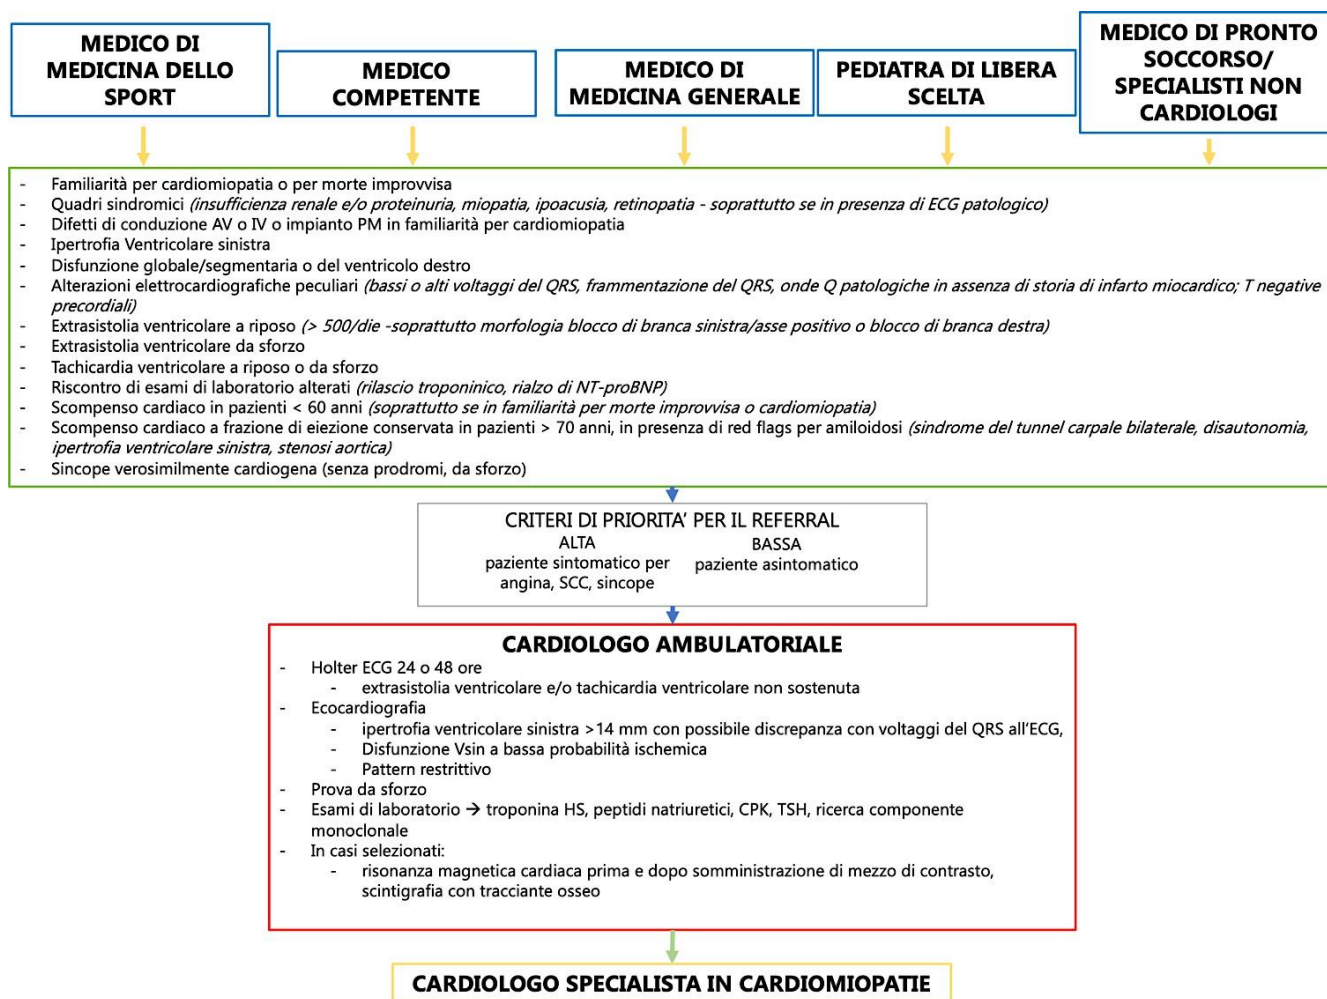 MEDICO DI
MEDICINA DELLO
SPORT
MEDICO
COMPETENTE
MEDICO DI
MEDICINA GENERALE
PEDIATRA DI LIBERA
SCELTA
MEDICO DI PRONTO
SOCCORSO/
SPECIALISTI NON
CARDIOLOGI
- Familiarità per cardiomiopatia o per morte improvvisa
- Quadri sindromici (insufficienza renale e/o proteinuria, miopatia, ipoacusia, retinopatia - soprattutto se in presenza di ECG patologico)
- Difetti di conduzione AV o IV o impianto PM in familiarità per cardiomiopatia
- Ipertrofia Ventricolare sinistra
- Disfunzione globale/segmentaria o del ventricolo destro
- Alterazioni elettrocardiografiche peculiari (bassi o alti voltaggi del QRS, frammentazione del QRS, onde Q patologiche in assenza di storia di infarto miocardico; T negative
precordiali)
- Extrasistolia ventricolare a riposo (> 500/die -soprattutto morfologia blocco di branca sinistra/asse positivo o blocco di branca destra)
- Extrasistolia ventricolare da sforzo
- Tachicardia ventricolare a riposo o da sforzo
- Riscontro di esami di laboratorio alterati (rilascio troponinico, rialzo di NT-proBNP)
- Scompenso cardiaco in pazienti < 60 anni (soprattutto se in familiarità per morte improvvisa o cardiomiopatia)
- Scompenso cardiaco a frazione di eiezione conservata in pazienti > 70 anni, in presenza di red flags per amiloidosi (sindrome del tunnel carpale bilaterale, disautonomia,
ipertrofia ventricolare sinistra, stenosi aortica)
- Sincope verosimilmente cardiogena (senza prodromi, da sforzo)
CRITERI DI PRIORITA' PER IL REFERRAL
ALTA
paziente sintomatico per
angina, SCC, sincope
BASSA
paziente asintomatico
CARDIOLOGO AMBULATORIALE
- Holter ECG 24 o 48 ore
- extrasistolia ventricolare e/o tachicardia ventricolare non sostenuta
- Ecocardiografia
- ipertrofia ventricolare sinistra >14 mm con possibile discrepanza con voltaggi del QRS all'ECG,
- Disfunzione Vsin a bassa probabilità ischemica
- Pattern restrittivo
- Prova da sforzo
- Esami di laboratorio → troponina HS, peptidi natriuretici, CPK, TSH, ricerca componente
monoclonale
- In casi selezionati:
- risonanza magnetica cardiaca prima e dopo somministrazione di mezzo di contrasto,
scintigrafia con tracciante osseo
CARDIOLOGO SPECIALISTA IN CARDIOMIOPATIE